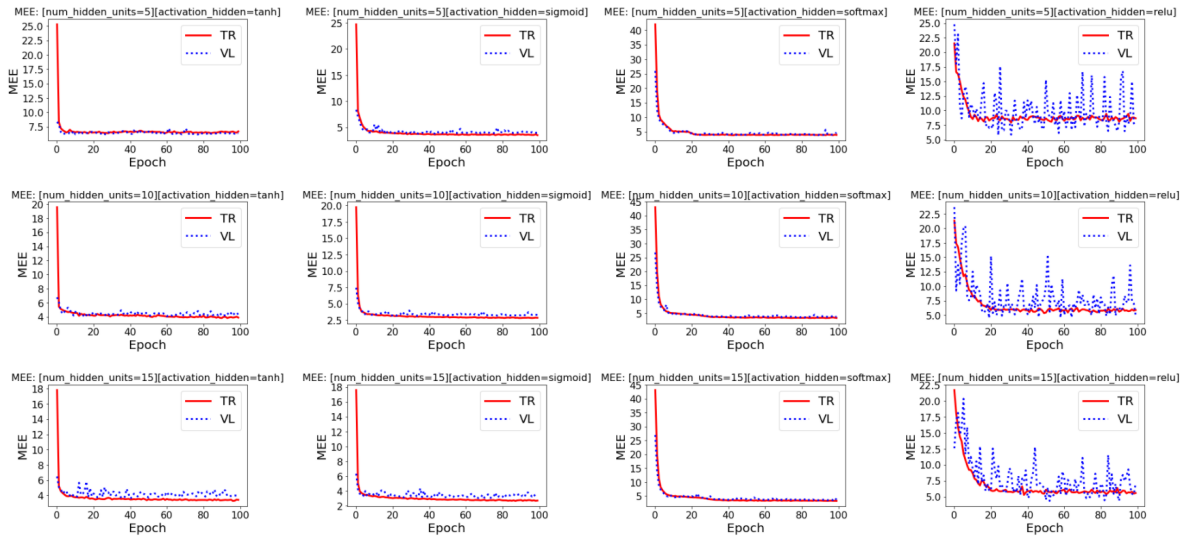 MEE: [num_hidden_units=5][activation_hidden=tanh]
25.0
22.5
20.0
17.5
15.0
12.5
10.0
7.5
MEE
TR
VL
0 20 40 60 80 100
Epoch
MEE: [num_hidden_units=5][activation_hidden=sigmoid]
25
20
15
10
5
MEE
TR
VL
0 20 40 60 80 100
Epoch
MEE: [num_hidden_units=5][activation_hidden=softmax]
40
35
30
25
20
15
10
5
MEE
TR
VL
0 20 40 60 80 100
Epoch
MEE: [num_hidden_units=5][activation_hidden=relu]
25.0
22.5
20.0
17.5
15.0
12.5
10.0
7.5
5.0
MEE
TR
VL
0 20 40 60 80 100
Epoch
MEE: [num_hidden_units=10][activation_hidden=tanh]
20
18
16
14
12
10
8
6
4
MEE
TR
VL
0 20 40 60 80 100
Epoch
MEE: [num_hidden_units=10][activation_hidden=sigmoid]
20.0
17.5
15.0
12.5
10.0
7.5
5.0
2.5
MEE
TR
VL
0 20 40 60 80 100
Epoch
MEE: [num_hidden_units=10][activation_hidden=softmax]
45
40
35
30
25
20
15
10
5
MEE
TR
VL
0 20 40 60 80 100
Epoch
MEE: [num_hidden_units=10][activation_hidden=relu]
22.5
20.0
17.5
15.0
12.5
10.0
7.5
5.0
MEE
TR
VL
0 20 40 60 80 100
Epoch
MEE: [num_hidden_units=15][activation_hidden=tanh]
18
16
14
12
10
8
6
4
MEE
TR
VL
0 20 40 60 80 100
Epoch
MEE: [num_hidden_units=15][activation_hidden=sigmoid]
18
16
14
12
10
8
6
4
2
MEE
TR
VL
0 20 40 60 80 100
Epoch
MEE: [num_hidden_units=15][activation_hidden=softmax]
45
40
35
30
25
20
15
10
5
MEE
TR
VL
0 20 40 60 80 100
Epoch
MEE: [num_hidden_units=15][activation_hidden=relu]
22.5
20.0
17.5
15.0
12.5
10.0
7.5
5.0
MEE
TR
VL
0 20 40 60 80 100
Epoch